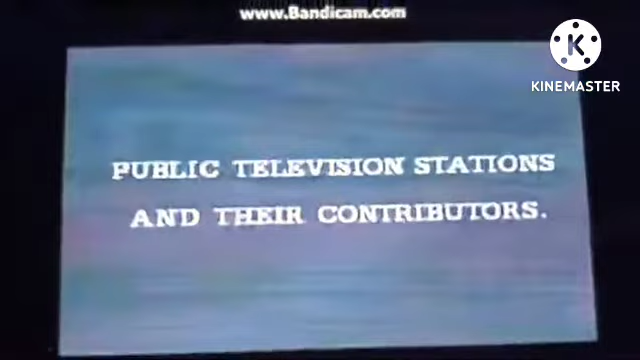 www.Bandicam.com
KINEMASTER
PUBLIC TELEVISION STATIONS
AND THEIR CONTRIBUTORS.